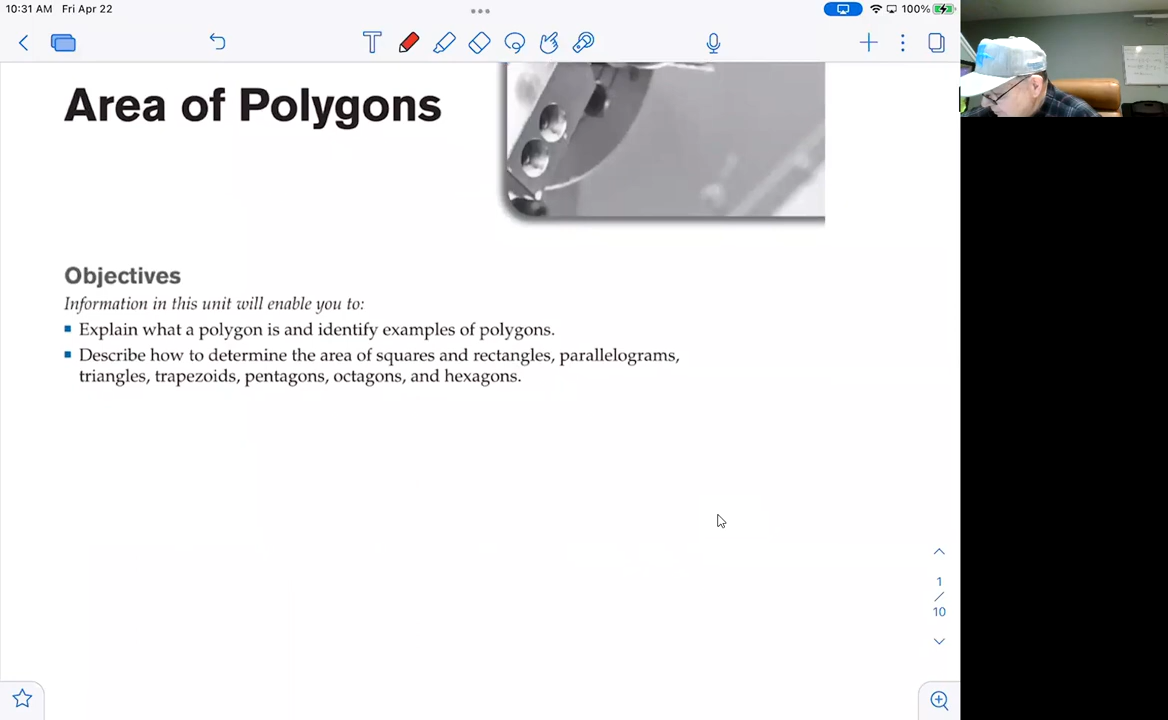 10:31 AM Fri Apr 22
100%
T
Area of Polygons
Objectives
Information in this unit will enable you to:
Explain what a polygon is and identify examples of polygons.
Describe how to determine the area of squares and rectangles, parallelograms,
triangles, trapezoids, pentagons, octagons, and hexagons.
1
/
10